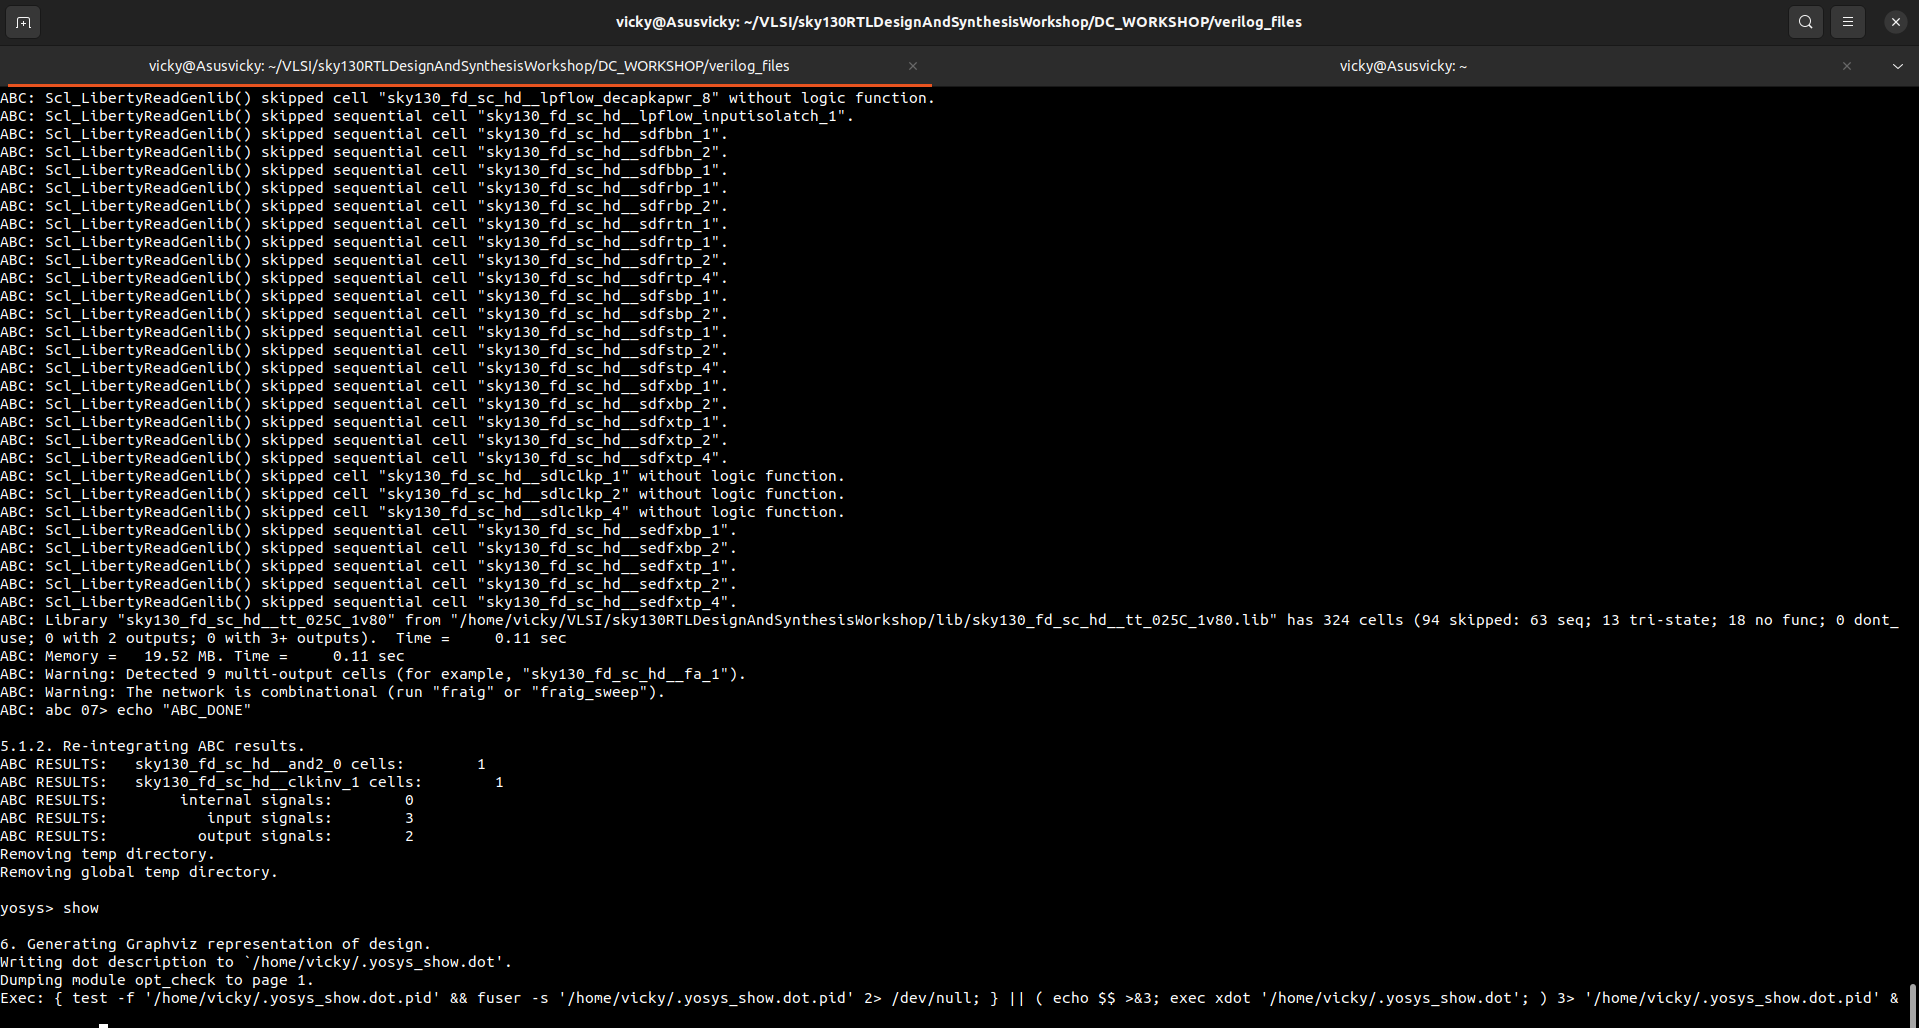 vicky@Asusvicky: ~/VLSI/sky130RTLDesignAndSynthesisWorkshop/DC_WORKSHOP/verilog_files
vicky@Asusvicky: ~/VLSI/sky130RTLDesignAndSynthesisWorkshop/DC_WORKSHOP/verilog_files
vicky@Asusvicky: ~
ABC: Scl_LibertyReadGenlib() skipped cell "sky130_fd_sc_hd__lpflow_decapkapwr_8" without logic function.
ABC: Scl_LibertyReadGenlib() skipped sequential cell "sky130_fd_sc_hd__lpflow_inputisolatch_1".
ABC: Scl_LibertyReadGenlib() skipped sequential cell "sky130_fd_sc_hd__sdfbbn_1".
ABC: Scl_LibertyReadGenlib() skipped sequential cell "sky130_fd_sc_hd__sdfbbn_2".
ABC: Scl_LibertyReadGenlib() skipped sequential cell "sky130_fd_sc_hd__sdfbbp_1".
ABC: Scl_LibertyReadGenlib() skipped sequential cell "sky130_fd_sc_hd__sdfrbp_1".
ABC: Scl_LibertyReadGenlib() skipped sequential cell "sky130_fd_sc_hd__sdfrbp_2".
ABC: Scl_LibertyReadGenlib() skipped sequential cell "sky130_fd_sc_hd__sdfrtn_1".
ABC: Scl_LibertyReadGenlib() skipped sequential cell "sky130_fd_sc_hd__sdfrtp_1".
ABC: Scl_LibertyReadGenlib() skipped sequential cell "sky130_fd_sc_hd__sdfrtp_2".
ABC: Scl_LibertyReadGenlib() skipped sequential cell "sky130_fd_sc_hd__sdfrtp_4".
ABC: Scl_LibertyReadGenlib() skipped sequential cell "sky130_fd_sc_hd__sdfsbp_1".
ABC: Scl_LibertyReadGenlib() skipped sequential cell "sky130_fd_sc_hd__sdfsbp_2".
ABC: Scl_LibertyReadGenlib() skipped sequential cell "sky130_fd_sc_hd__sdfstp_1".
ABC: Scl_LibertyReadGenlib() skipped sequential cell "sky130_fd_sc_hd__sdfstp_2".
ABC: Scl_LibertyReadGenlib() skipped sequential cell "sky130_fd_sc_hd__sdfstp_4".
ABC: Scl_LibertyReadGenlib() skipped sequential cell "sky130_fd_sc_hd__sdfxbp_1".
ABC: Scl_LibertyReadGenlib() skipped sequential cell "sky130_fd_sc_hd__sdfxbp_2".
ABC: Scl_LibertyReadGenlib() skipped sequential cell "sky130_fd_sc_hd__sdfxtp_1".
ABC: Scl_LibertyReadGenlib() skipped sequential cell "sky130_fd_sc_hd__sdfxtp_2".
ABC: Scl_LibertyReadGenlib() skipped sequential cell "sky130_fd_sc_hd__sdfxtp_4".
ABC: Scl_LibertyReadGenlib() skipped cell "sky130_fd_sc_hd__sdlclkp_1" without logic function.
ABC: Scl_LibertyReadGenlib() skipped cell "sky130_fd_sc_hd__sdlclkp_2" without logic function.
ABC: Scl_LibertyReadGenlib() skipped cell "sky130_fd_sc_hd__sdlclkp_4" without logic function.
ABC: Scl_LibertyReadGenlib() skipped sequential cell "sky130_fd_sc_hd__sedfxbp_1".
ABC: Scl_LibertyReadGenlib() skipped sequential cell "sky130_fd_sc_hd__sedfxbp_2".
ABC: Scl_LibertyReadGenlib() skipped sequential cell "sky130_fd_sc_hd__sedfxtp_1".
ABC: Scl_LibertyReadGenlib() skipped sequential cell "sky130_fd_sc_hd__sedfxtp_2".
ABC: Scl_LibertyReadGenlib() skipped sequential cell "sky130_fd_sc_hd__sedfxtp_4".
ABC: Library "sky130_fd_sc_hd__tt_025C_1v80" from "/home/vicky/VLSI/sky130RTLDesignAndSynthesisWorkshop/lib/sky130_fd_sc_hd__tt_025C_1v80.lib" has 324 cells (94 skipped: 63 seq; 13 tri-state; 18 no func; 0 dont_
use; 0 with 2 outputs; 0 with 3+ outputs).  Time =     0.11 sec
ABC: Memory =   19.52 MB. Time =     0.11 sec
ABC: Warning: Detected 9 multi-output cells (for example, "sky130_fd_sc_hd__fa_1").
ABC: Warning: The network is combinational (run "fraig" or "fraig_sweep").
ABC: abc 07> echo "ABC_DONE"
5.1.2. Re-integrating ABC results.
ABC RESULTS:   sky130_fd_sc_hd__and2_0 cells:        1
ABC RESULTS:   sky130_fd_sc_hd__clkinv_1 cells:        1
ABC RESULTS:        internal signals:        0
ABC RESULTS:           input signals:        3
ABC RESULTS:          output signals:        2
Removing temp directory.
Removing global temp directory.
yosys> show
6. Generating Graphviz representation of design.
Writing dot description to `/home/vicky/.yosys_show.dot'.
Dumping module opt_check to page 1.
Exec: { test -f '/home/vicky/.yosys_show.dot.pid' && fuser -s '/home/vicky/.yosys_show.dot.pid' 2> /dev/null; } || ( echo $$ >&3; exec xdot '/home/vicky/.yosys_show.dot'; ) 3> '/home/vicky/.yosys_show.dot.pid' &